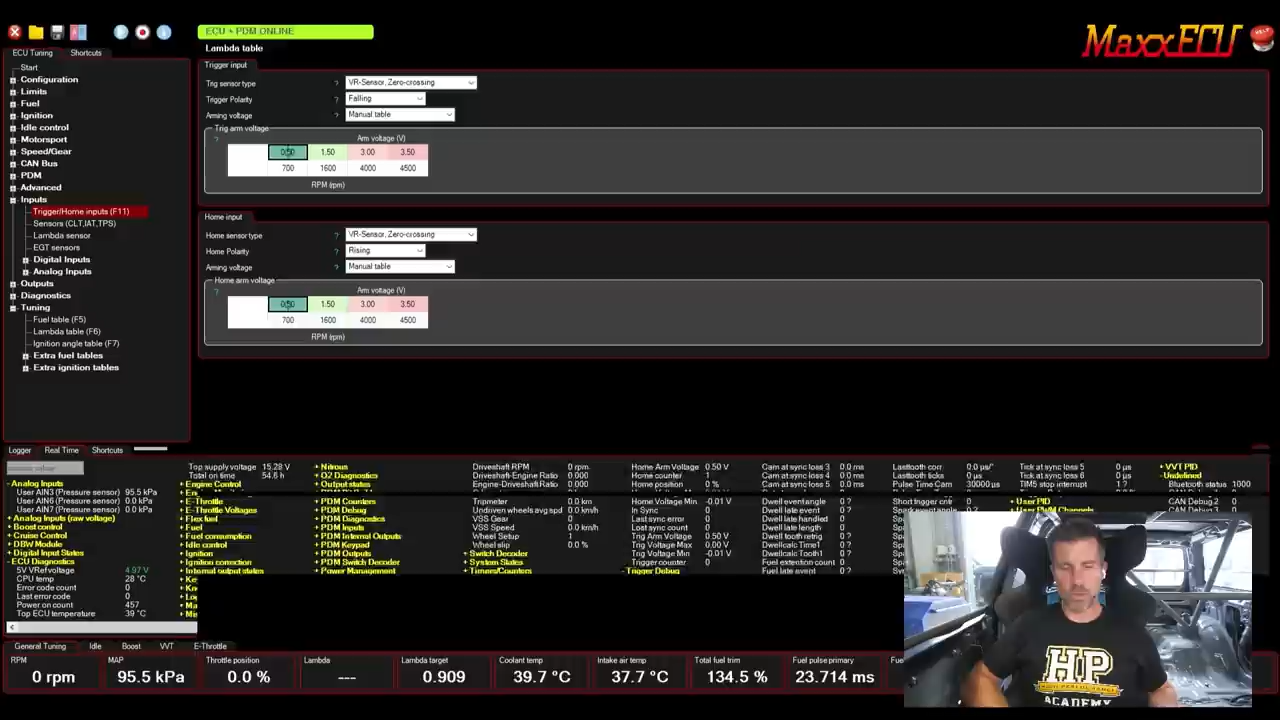 ECU + PDM ONLINE
MaxxECU
HELP
ECU Tuning Shortcuts
Lambda table
Start
Configuration
Limits
Fuel
Ignition
Idle control
Motorsport
Speed/Gear
CAN Bus
PDM
Advanced
Inputs
Trigger/Home inputs (F11)
Sensors (CLT,IAT,TPS)
Lambda sensor
EGT sensors
Digital Inputs
Analog Inputs
Outputs
Diagnostics
Tuning
Fuel table (F5)
Lambda table (F6)
Ignition angle table (F7)
Extra fuel tables
Extra ignition tables
Trigger input
Trig sensor type ? VR-Sensor, Zero-crossing
Trigger Polarity ? Falling
Arming voltage ? Manual table
Trig arm voltage
? Arm voltage (V)
0.50 1.50 3.00 3.50
700 1600 4000 4500
RPM (rpm)
Home input
Home sensor type ? VR-Sensor, Zero-crossing
Home Polarity ? Rising
Arming voltage ? Manual table
Home arm voltage
? Arm voltage (V)
0.50 1.50 3.00 3.50
700 1600 4000 4500
RPM (rpm)
Logger Real Time Shortcuts
-Analog Inputs
User AIN3 (Pressure sensor) 95.5 kPa
User AIN6 (Pressure sensor) 0.0 kPa
User AIN7 (Pressure sensor) 0.0 kPa
+ Analog Inputs (raw voltage)
+ Boost control
+ Cruise Control
+ DBW Module
+ Digital Input States
- ECU Diagnostics
5V VRef voltage 4.97 V
CPU temp 28 °C
Error code count 0
Last error code 0
Power on count 457
Top ECU temperature 39 °C
Top supply voltage 15.28 V
Total on time 54.6 h
+ Engine Control
+ E-Throttle
+ E-Throttle Voltages
+ Flex fuel
+ Fuel
+ Fuel consumption
+ Idle control
+ Ignition
+ Ignition correction
+ Internal output states
+ Nitrous
+ O2 Diagnostics
+ PDM Counters
+ PDM Debug
+ PDM Diagnostics
+ PDM Inputs
+ PDM Internal Outputs
+ PDM Keypad
+ PDM Outputs
+ PDM Switch Decoder
+ Power Management
Driveshaft RPM 0 rpm
Driveshaft-Engine Ratio 0.000
Engine-Driveshaft Ratio 0.000
Tripmeter 0.0 km
Undriven wheels avg spd 0.0 km/h
VSS Gear 0
VSS Speed 0.0 km/h
Wheel Setup 1
Wheel slip 0.0 %
+ Switch Decoder
+ System States
+ Timers/Counters
Home Arm Voltage 0.50 V
Home counter 1
Home position 0 %
Home Voltage Min -0.01 V
In Sync 0
Last sync error 0
Lost sync count 0
Trig Arm Voltage 0.50 V
Trig Voltage Max 0.00 V
Trig Voltage Min -0.01 V
Trigger counter 0
- Trigger Debug
Cam at sync loss 3 0.0 ms
Cam at sync loss 4 0.0 ms
Cam at sync loss 5 0.0 ms
Dwell event angle 0 ?
Dwell late event 0
Dwell late handled 0
Dwell tooth retrig 0
Dwellcalc Time1 0 ?
Dwellcalc Tooth1 0 ?
Fuel extortion count 0
Fuel late event 0 ?
Lasttooth corr 0.0 µs/°
Lasttooth ticks 0 ?
Pulse Time Cam 30000 µs
Tick at sync loss 5 0 µs
TIM5 stop interrupt 0 µs
+ User PID
+ User PWM Channels
+ VVT PID
- Undefined
Bluetooth status 1000
CAN Debug 2 0
CAN Debug 3 0
General Tuning Idle Boost VVT E-Throttle
RPM 0 rpm
MAP 95.5 kPa
Throttle position 0.0 %
Lambda ---
Lambda target 0.909
Coolant temp 39.7 °C
Intake air temp 37.7 °C
Total fuel trim 134.5 %
Fuel pulse primary 23.714 ms
HP
HIGH PERFORMANCE
ACADEMY